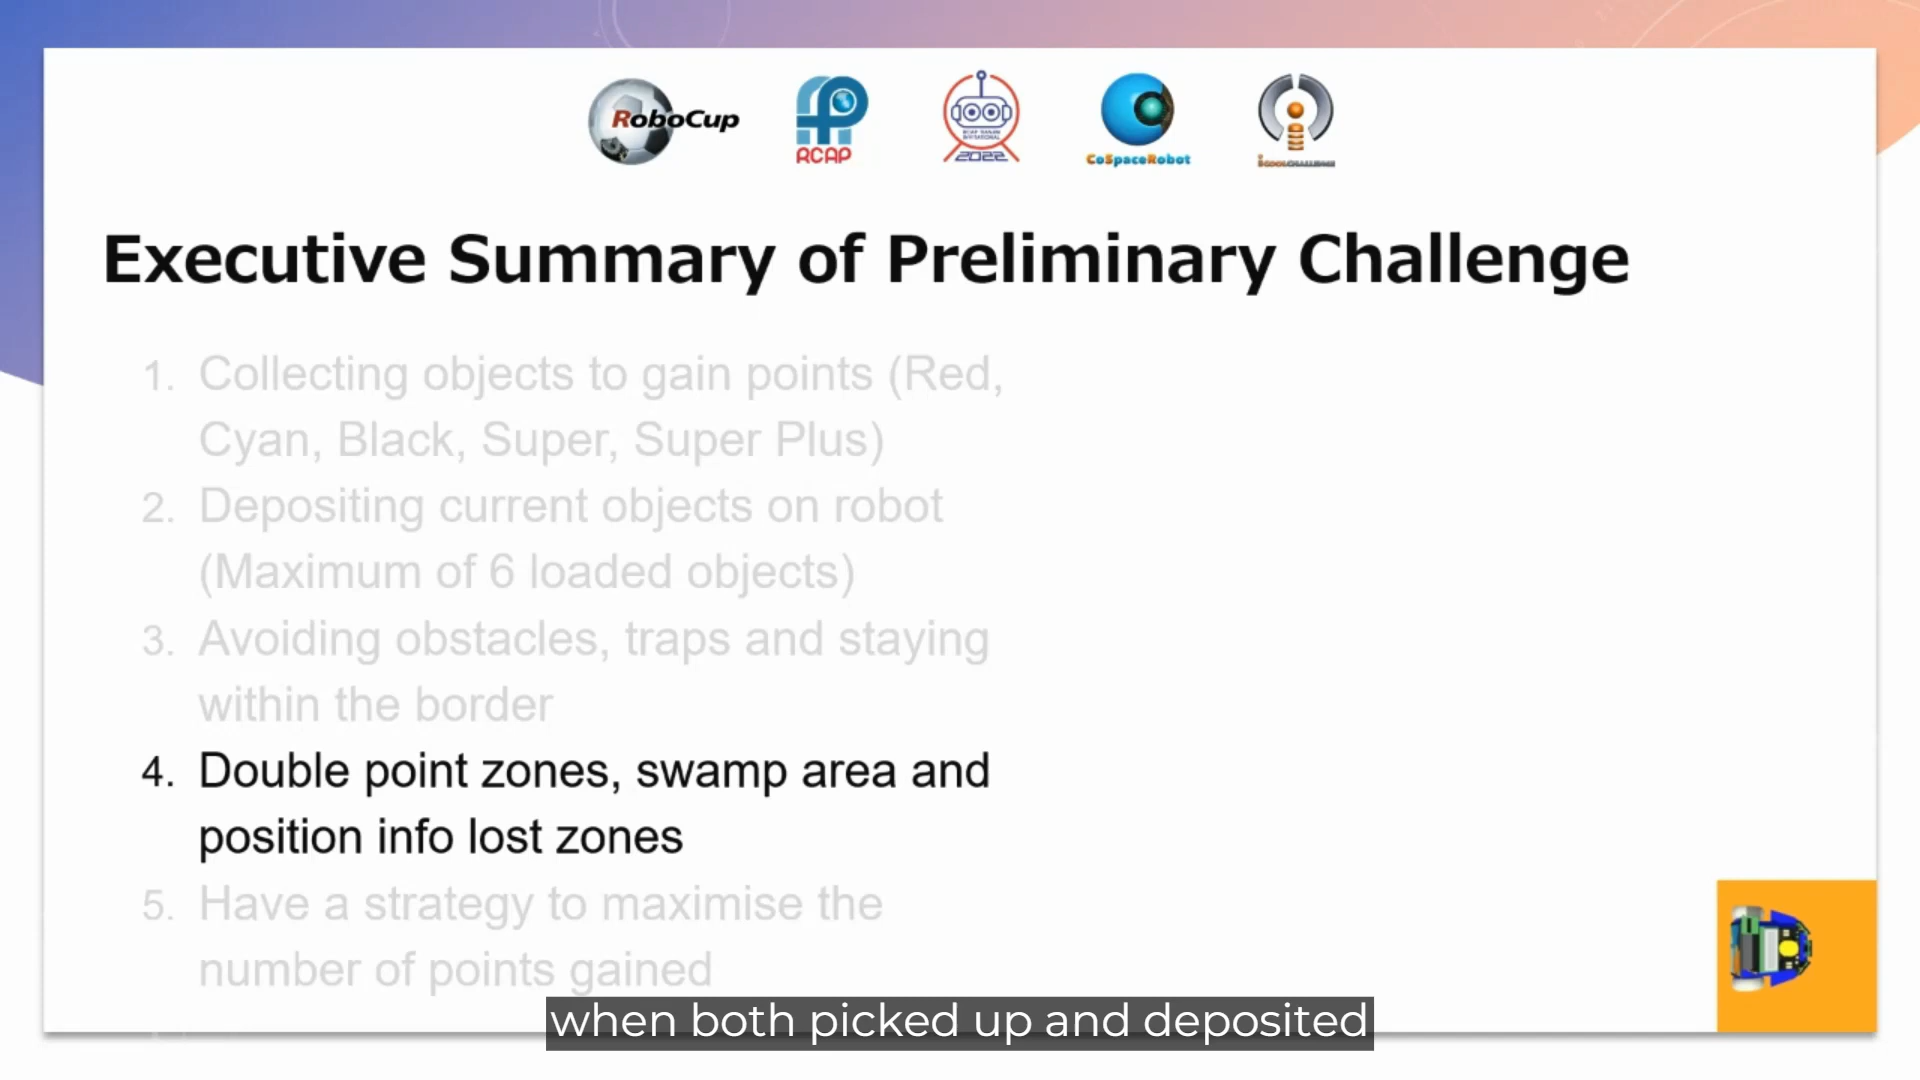 RoboCup
RCAP
2022
CoSpaceRobot
Executive Summary of Preliminary Challenge
1. Collecting objects to gain points (Red,
Cyan, Black, Super, Super Plus)
2. Depositing current objects on robot
(Maximum of 6 loaded objects)
3. Avoiding obstacles, traps and staying
within the border
4. Double point zones, swamp area and
position info lost zones
5. Have a strategy to maximise the
number of points gained
when both picked up and deposited